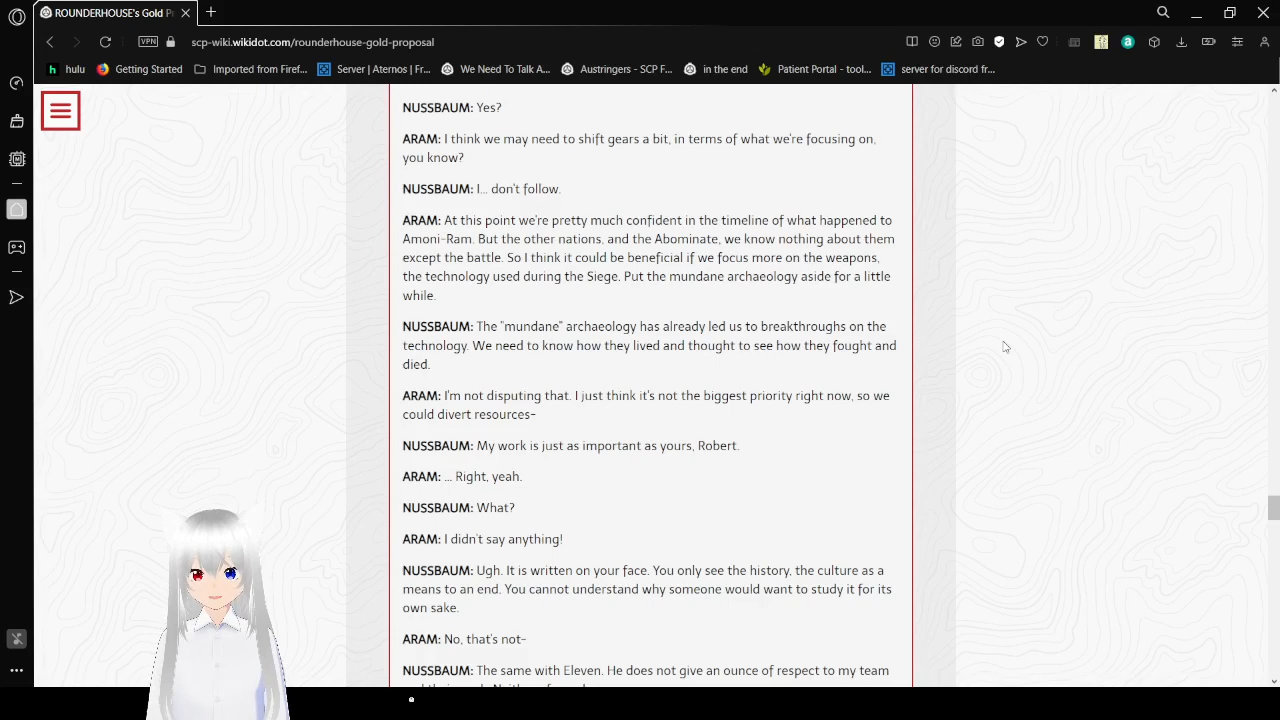 ROUNDERHOUSE's Gold P
VPN
scp-wiki.wikidot.com/rounderhouse-gold-proposal
hulu
Getting Started
Imported from Firef...
Server | Aternos | Fr...
We Need To Talk A...
Austringers - SCP F...
in the end
Patient Portal - tool...
server for discord fr...
NUSSBAUM: Yes?
ARAM: I think we may need to shift gears a bit, in terms of what we're focusing on,
you know?
NUSSBAUM: I... don't follow.
ARAM: At this point we're pretty much confident in the timeline of what happened to
Amoni-Ram. But the other nations, and the Abominate, we know nothing about them
except the battle. So I think it could be beneficial if we focus more on the weapons,
the technology used during the Siege. Put the mundane archaeology aside for a little
while.
NUSSBAUM: The "mundane" archaeology has already led us to breakthroughs on the
technology. We need to know how they lived and thought to see how they fought and
died.
ARAM: I'm not disputing that. I just think it's not the biggest priority right now, so we
could divert resources-
NUSSBAUM: My work is just as important as yours, Robert.
ARAM: ... Right, yeah.
NUSSBAUM: What?
ARAM: I didn't say anything!
NUSSBAUM: Ugh. It is written on your face. You only see the history, the culture as a
means to an end. You cannot understand why someone would want to study it for its
own sake.
ARAM: No, that's not-
NUSSBAUM: The same with Eleven. He does not give an ounce of respect to my team